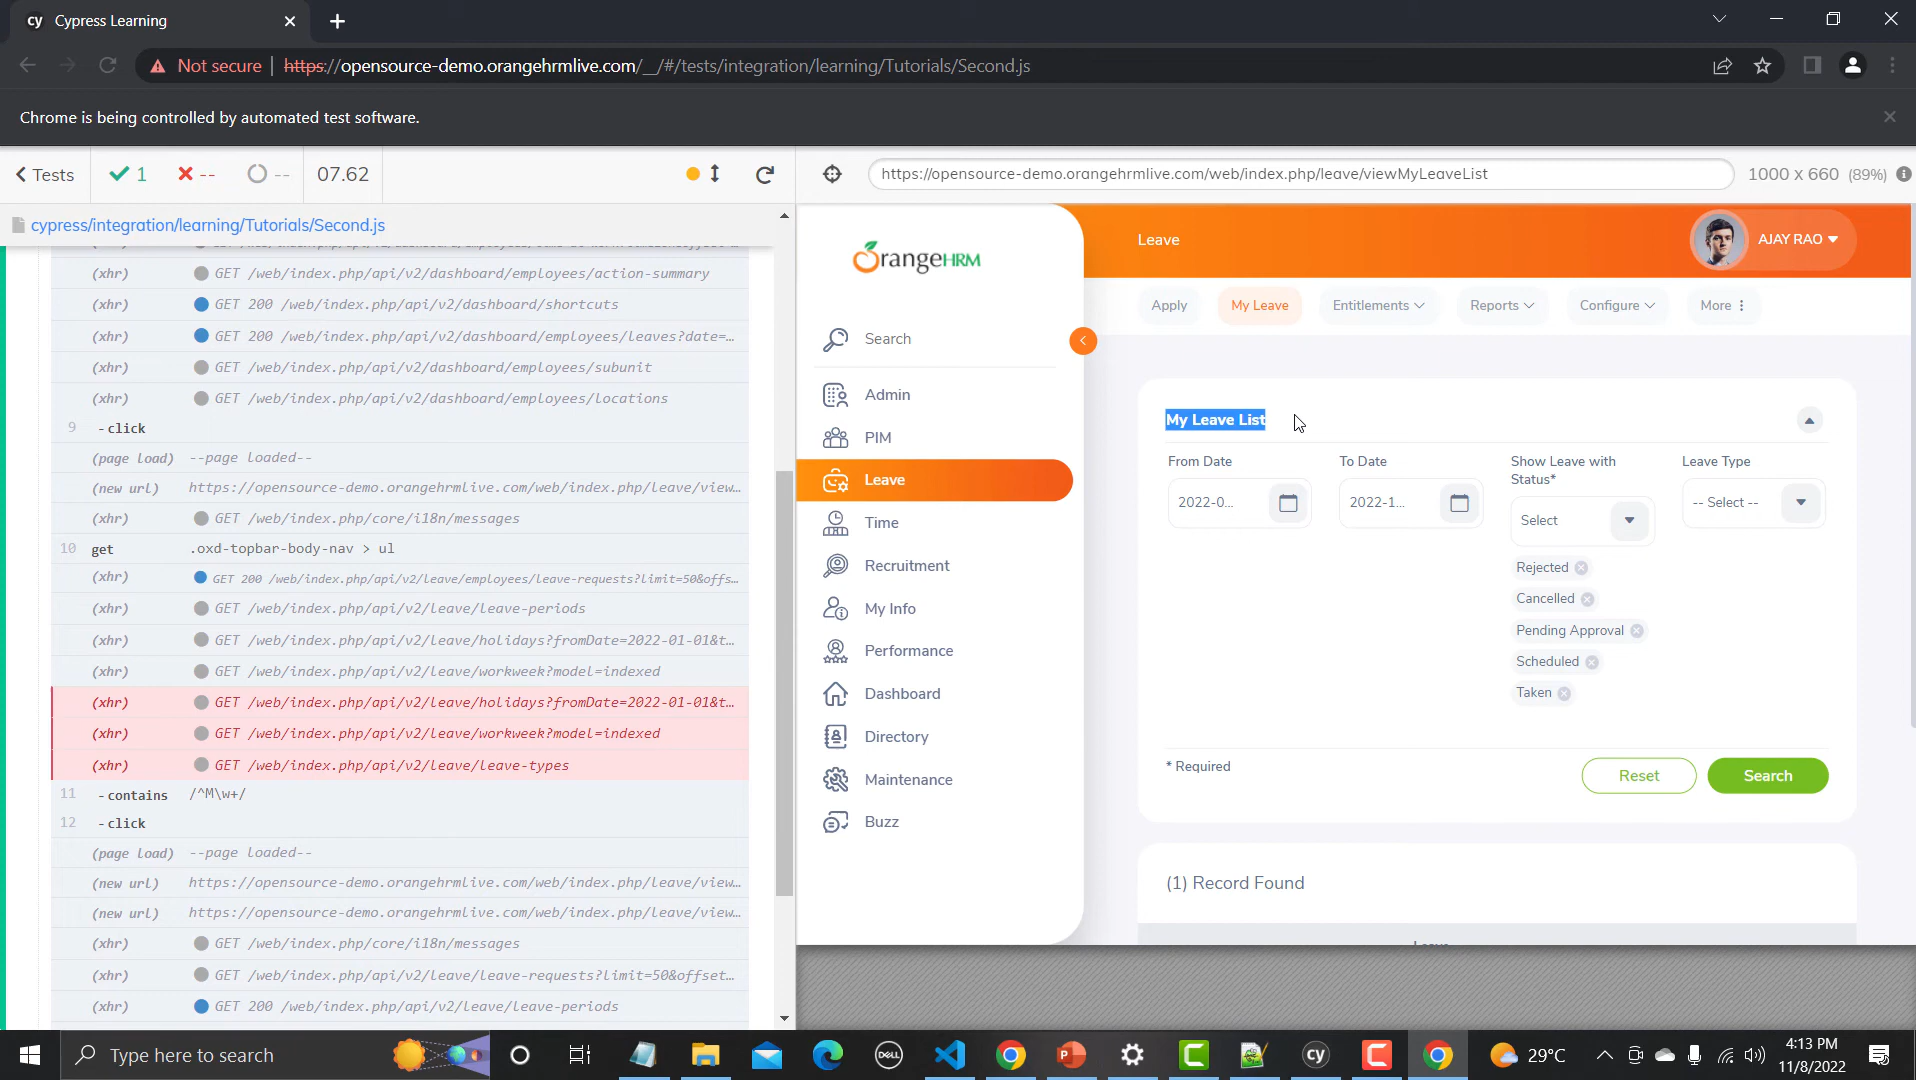 cy Cypress Learning
Not secure https://opensource-demo.orangehrmlive.com/__/#/tests/integration/learning/Tutorials/Second.js
Chrome is being controlled by automated test software.
Tests 1 -- -- 07.62
https://opensource-demo.orangehrmlive.com/web/index.php/leave/viewMyLeaveList 1000 x 660 (89%)
cypress/integration/learning/Tutorials/Second.js
(xhr) GET /web/index.php/api/v2/dashboard/employees/action-summary
(xhr) GET 200 /web/index.php/api/v2/dashboard/shortcuts
(xhr) GET 200 /web/index.php/api/v2/dashboard/employees/leaves?date=…
(xhr) GET /web/index.php/api/v2/dashboard/employees/subunit
(xhr) GET /web/index.php/api/v2/dashboard/employees/locations
9 -click
(page load) --page loaded--
(new url) https://opensource-demo.orangehrmlive.com/web/index.php/leave/view…
(xhr) GET /web/index.php/core/i18n/messages
10 get .oxd-topbar-body-nav > ul
(xhr) GET 200 /web/index.php/api/v2/leave/employees/leave-requests?limit=50&offs…
(xhr) GET /web/index.php/api/v2/leave/leave-periods
(xhr) GET /web/index.php/api/v2/leave/holidays?fromDate=2022-01-01&t…
(xhr) GET /web/index.php/api/v2/leave/workweek?model=indexed
(xhr) GET /web/index.php/api/v2/leave/holidays?fromDate=2022-01-01&t…
(xhr) GET /web/index.php/api/v2/leave/workweek?model=indexed
(xhr) GET /web/index.php/api/v2/leave/leave-types
11 -contains /^M\w+/
12 -click
(page load) --page loaded--
(new url) https://opensource-demo.orangehrmlive.com/web/index.php/leave/view…
(new url) https://opensource-demo.orangehrmlive.com/web/index.php/leave/view…
(xhr) GET /web/index.php/core/i18n/messages
(xhr) GET /web/index.php/api/v2/leave/leave-requests?limit=50&offset…
(xhr) GET 200 /web/index.php/api/v2/leave/leave-periods
OrangeHRM
Search
Admin
PIM
Leave
Time
Recruitment
My Info
Performance
Dashboard
Directory
Maintenance
Buzz
Leave
AJAY RAO
Apply My Leave Entitlements Reports Configure More
My Leave List
From Date To Date Show Leave with Status* Leave Type
2022-0... 2022-1... Select -- Select --
Rejected
Cancelled
Pending Approval
Scheduled
Taken
* Required
Reset Search
(1) Record Found
Type here to search
DELL
cy
29°C
4:13 PM
11/8/2022